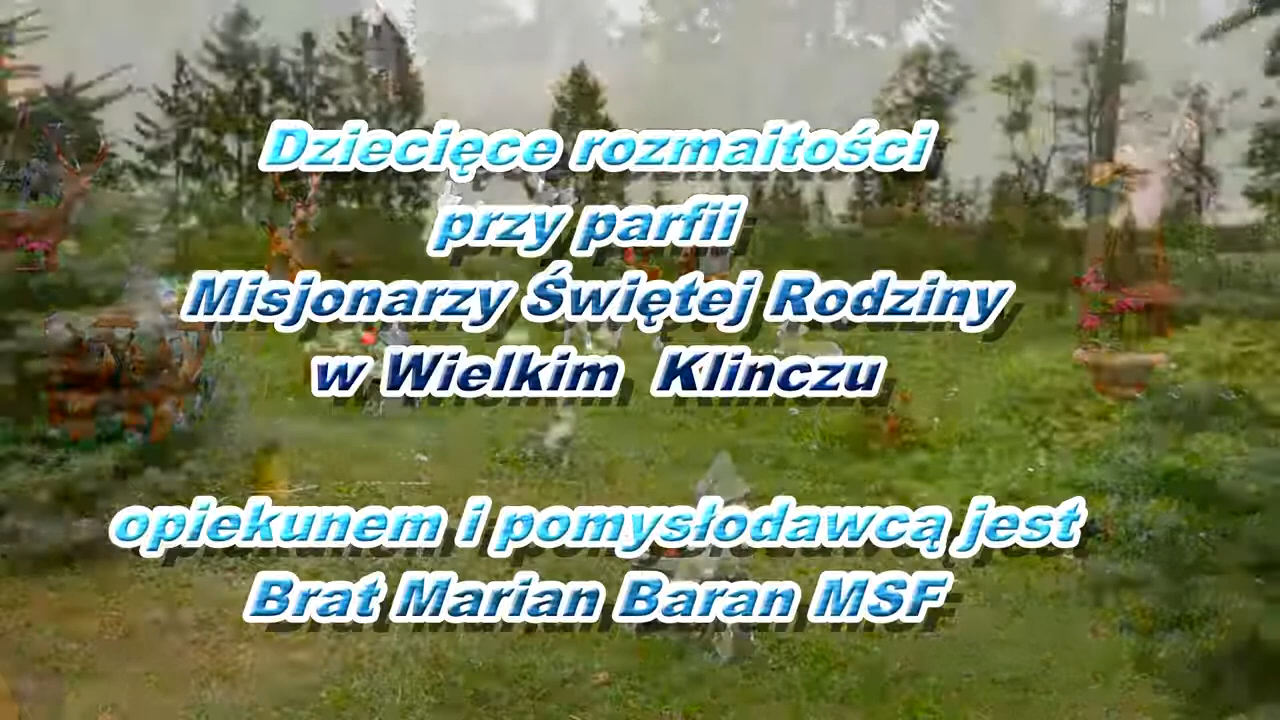 Dziecięce rozmaitości
przy parfii
Misjonarzy Świętej Rodziny
w Wielkim Klinczu
opiekunem i pomysłodawcą jest
Brat Marian Baran MSF